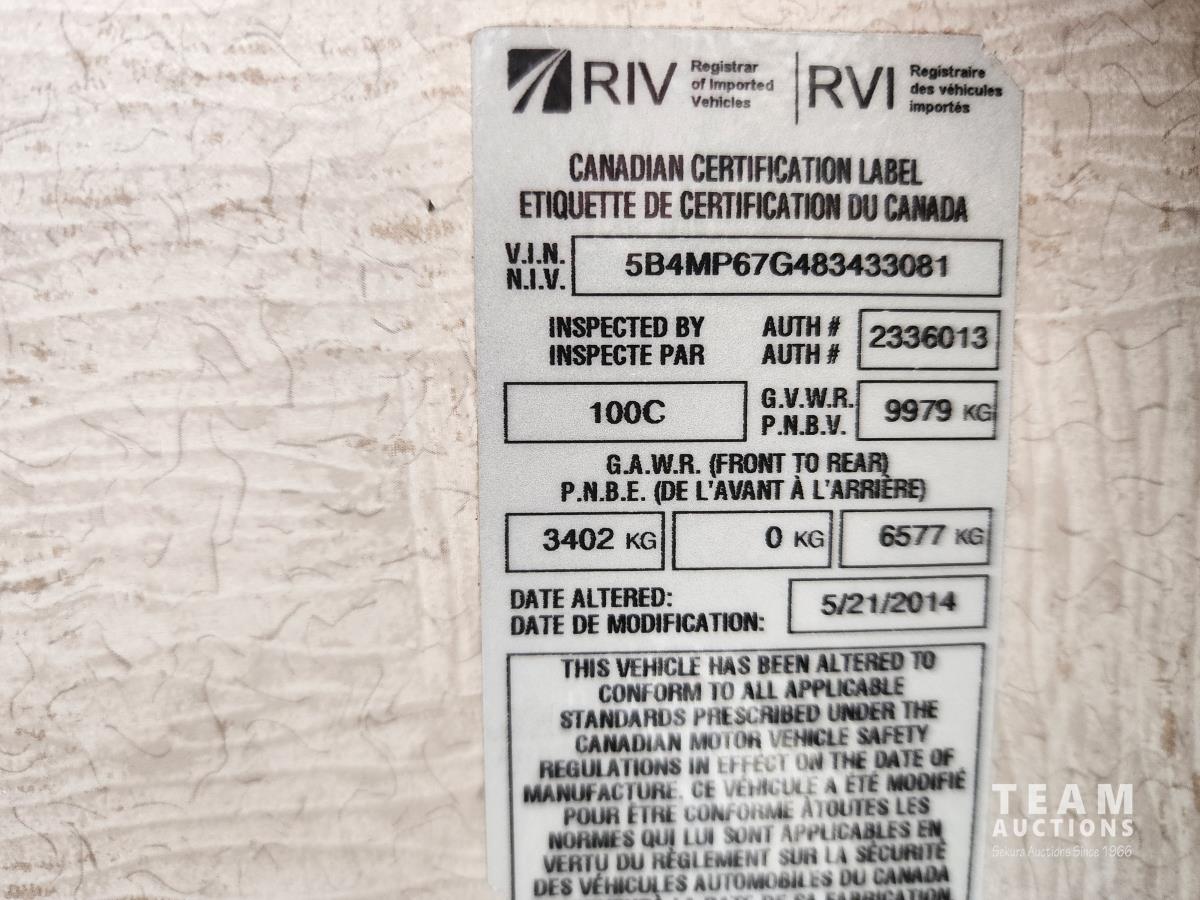 RIV Registrar of Imported Vehicles | RVI Registraire des véhicules importés
CANADIAN CERTIFICATION LABEL
ETIQUETTE DE CERTIFICATION DU CANADA
V.I.N.
N.I.V.
5B4MP67G483433081
INSPECTED BY
INSPECTE PAR
AUTH #
AUTH #
2336013
100C
G.V.W.R.
P.N.B.V.
9979 KG
G.A.W.R. (FRONT TO REAR)
P.N.B.E. (DE L'AVANT À L'ARRIÈRE)
3402 KG 0 KG 6577 KG
DATE ALTERED:
DATE DE MODIFICATION:
5/21/2014
THIS VEHICLE HAS BEEN ALTERED TO
CONFORM TO ALL APPLICABLE
STANDARDS PRESCRIBED UNDER THE
CANADIAN MOTOR VEHICLE SAFETY
REGULATIONS IN EFFECT ON THE DATE OF
MANUFACTURE. CE VÉHICULE A ÉTÉ MODIFIÉ
POUR ÊTRE CONFORME ÀTOUTES LES
NORMES QUI LUI SONT APPLICABLES EN
VERTU DU RÈGLEMENT SUR LA SÉCURITÉ
DES VÉHICULES AUTOMOBILES DU CANADA
DATE DE SA FABRICATION
TEAM
AUCTIONS
Sekura Auctions Since 1966